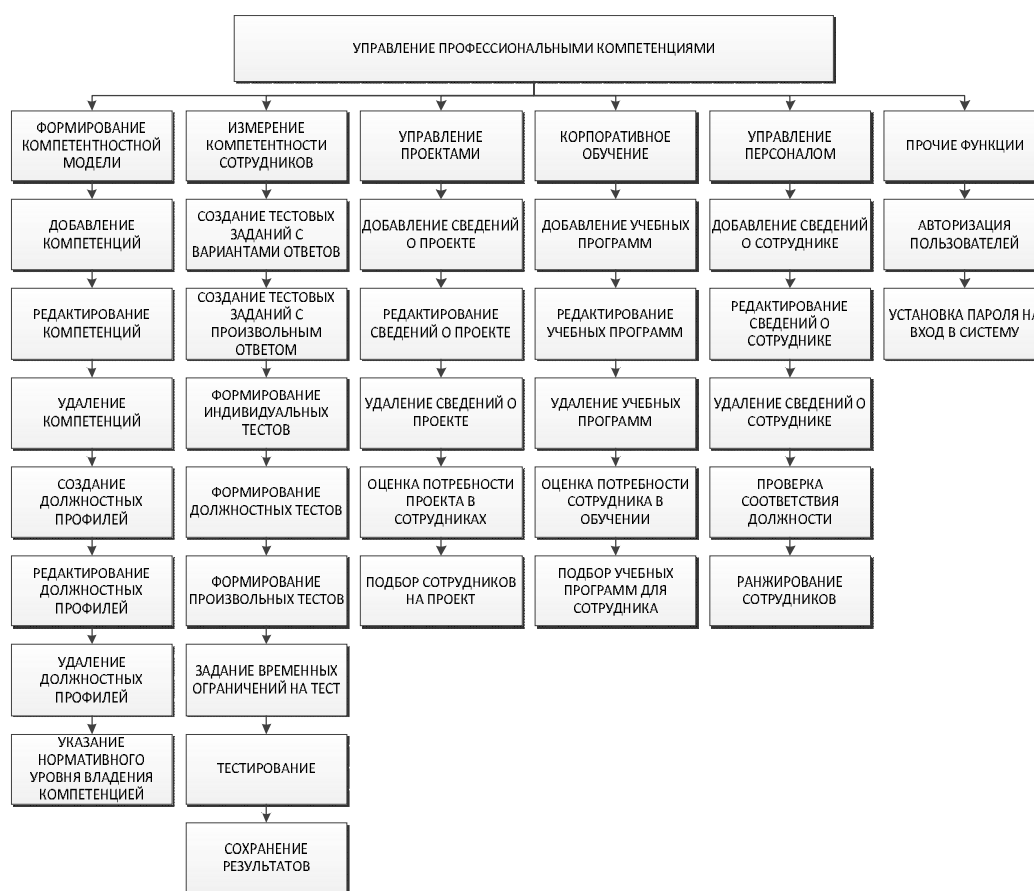 УПРАВЛЕНИЕ ПРОФЕССИОНАЛЬНЫМИ КОМПЕТЕНЦИЯМИ
ФОРМИРОВАНИЕ
КОМПЕТЕНТНОСТНОЙ
МОДЕЛИ
ДОБАВЛЕНИЕ
КОМПЕТЕНЦИЙ
РЕДАКТИРОВАНИЕ
КОМПЕТЕНЦИЙ
УДАЛЕНИЕ
КОМПЕТЕНЦИЙ
СОЗДАНИЕ
ДОЛЖНОСТНЫХ
ПРОФИЛЕЙ
РЕДАКТИРОВАНИЕ
ДОЛЖНОСТНЫХ
ПРОФИЛЕЙ
УДАЛЕНИЕ
ДОЛЖНОСТНЫХ
ПРОФИЛЕЙ
УКАЗАНИЕ
НОРМАТИВНОГО
УРОВНЯ ВЛАДЕНИЯ
КОМПЕТЕНЦИЕЙ
ИЗМЕРЕНИЕ
КОМПЕТЕНТНОСТИ
СОТРУДНИКОВ
СОЗДАНИЕ ТЕСТОВЫХ
ЗАДАНИЙ С
ВАРИАНТАМИ ОТВЕТОВ
СОЗДАНИЕ ТЕСТОВЫХ
ЗАДАНИЙ С
ПРОИЗВОЛЬНЫМ
ОТВЕТОМ
ФОРМИРОВАНИЕ
ИНДИВИДУАЛЬНЫХ
ТЕСТОВ
ФОРМИРОВАНИЕ
ДОЛЖНОСТНЫХ ТЕСТОВ
ФОРМИРОВАНИЕ
ПРОИЗВОЛЬНЫХ ТЕСТОВ
ЗАДАНИЕ ВРЕМЕННЫХ
ОГРАНИЧЕНИЙ НА ТЕСТ
ТЕСТИРОВАНИЕ
СОХРАНЕНИЕ
РЕЗУЛЬТАТОВ
УПРАВЛЕНИЕ
ПРОЕКТАМИ
ДОБАВЛЕНИЕ СВЕДЕНИЙ
О ПРОЕКТЕ
РЕДАКТИРОВАНИЕ
СВЕДЕНИЙ О ПРОЕКТЕ
УДАЛЕНИЕ СВЕДЕНИЙ О
ПРОЕКТЕ
ОЦЕНКА ПОТРЕБНОСТИ
ПРОЕКТА В
СОТРУДНИКАХ
ПОДБОР СОТРУДНИКОВ
НА ПРОЕКТ
КОРПОРАТИВНОЕ
ОБУЧЕНИЕ
ДОБАВЛЕНИЕ УЧЕБНЫХ
ПРОГРАММ
РЕДАКТИРОВАНИЕ
УЧЕБНЫХ ПРОГРАММ
УДАЛЕНИЕ УЧЕБНЫХ
ПРОГРАММ
ОЦЕНКА ПОТРЕБНОСТИ
СОТРУДНИКА В
ОБУЧЕНИИ
ПОДБОР УЧЕБНЫХ
ПРОГРАММ ДЛЯ
СОТРУДНИКА
УПРАВЛЕНИЕ
ПЕРСОНАЛОМ
ДОБАВЛЕНИЕ СВЕДЕНИЙ
О СОТРУДНИКЕ
РЕДАКТИРОВАНИЕ
СВЕДЕНИЙ О
СОТРУДНИКЕ
УДАЛЕНИЕ СВЕДЕНИЙ О
СОТРУДНИКЕ
ПРОВЕРКА
СООТВЕТСТВИЯ
ДОЛЖНОСТИ
РАНЖИРОВАНИЕ
СОТРУДНИКОВ
ПРОЧИЕ ФУНКЦИИ
АВТОРИЗАЦИЯ
ПОЛЬЗОВАТЕЛЕЙ
УСТАНОВКА ПАРОЛЯ НА
ВХОД В СИСТЕМУ